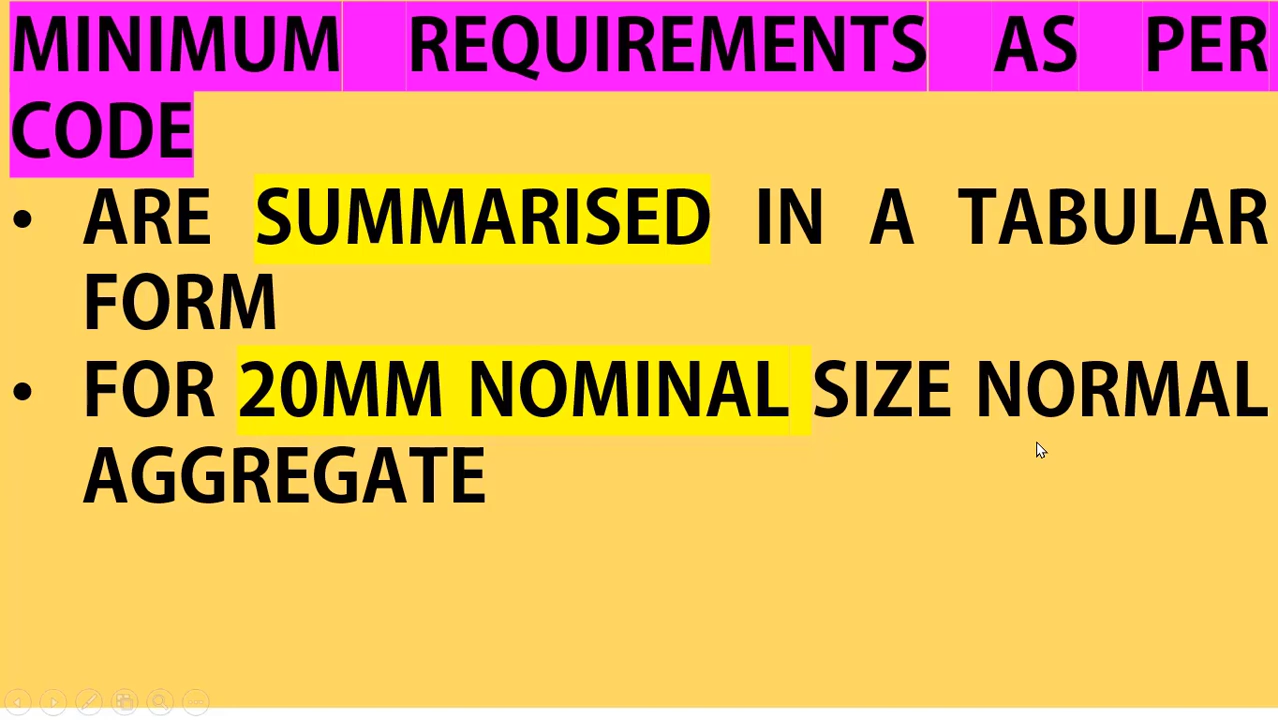 MINIMUM REQUIREMENTS AS PER
CODE
• ARE SUMMARISED IN A TABULAR
FORM
• FOR 20MM NOMINAL SIZE NORMAL
AGGREGATE